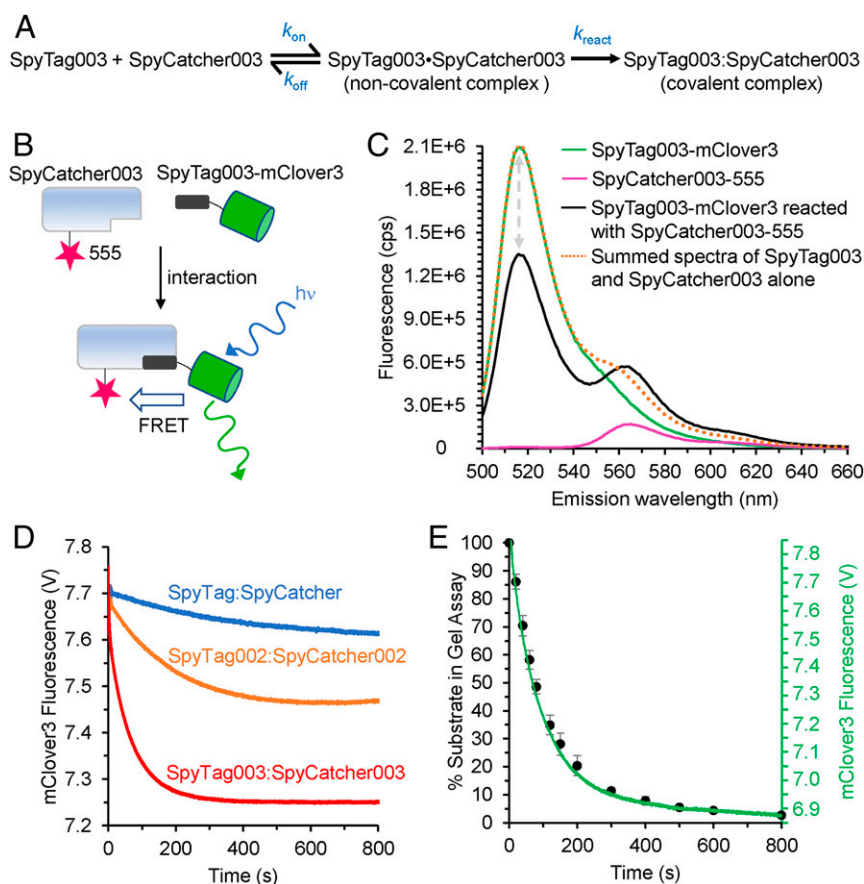 A
k_on
k_react
SpyTag003 + SpyCatcher003 SpyTag003•SpyCatcher003 SpyTag003:SpyCatcher003
k_off
(non-covalent complex ) (covalent complex)
B
SpyCatcher003 SpyTag003-mClover3
555
interaction
hν
FRET
C
2.1E+6
1.8E+6
1.5E+6
1.2E+6
9.0E+5
6.0E+5
3.0E+5
0
Fluorescence (cps)
500 520 540 560 580 600 620 640 660
Emission wavelength (nm)
SpyTag003-mClover3
SpyCatcher003-555
SpyTag003-mClover3 reacted
with SpyCatcher003-555
Summed spectra of SpyTag003
and SpyCatcher003 alone
D
7.8
7.7
7.6
7.5
7.4
7.3
7.2
mClover3 Fluorescence (V)
SpyTag:SpyCatcher
SpyTag002:SpyCatcher002
SpyTag003:SpyCatcher003
0 200 400 600 800
Time (s)
E
100
90
80
70
60
50
40
30
20
10
0
% Substrate in Gel Assay
7.8
7.7
7.6
7.5
7.4
7.3
7.2
7.1
7.0
6.9
mClover3 Fluorescence (V)
0 200 400 600 800
Time (s)